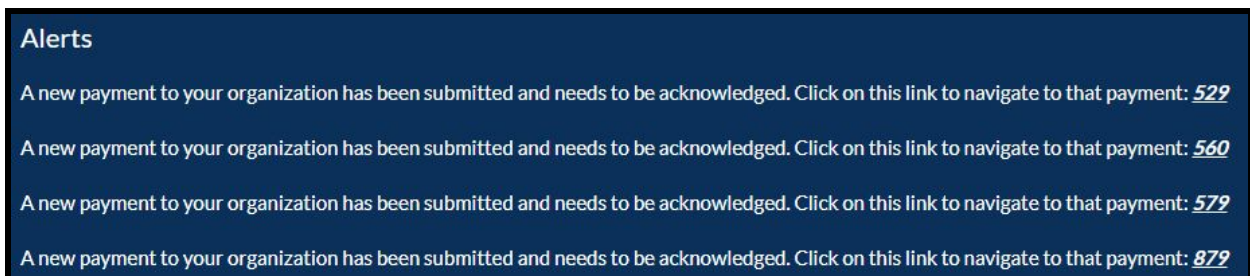 Alerts
A new payment to your organization has been submitted and needs to be acknowledged. Click on this link to navigate to that payment: 529
A new payment to your organization has been submitted and needs to be acknowledged. Click on this link to navigate to that payment: 560
A new payment to your organization has been submitted and needs to be acknowledged. Click on this link to navigate to that payment: 579
A new payment to your organization has been submitted and needs to be acknowledged. Click on this link to navigate to that payment: 879